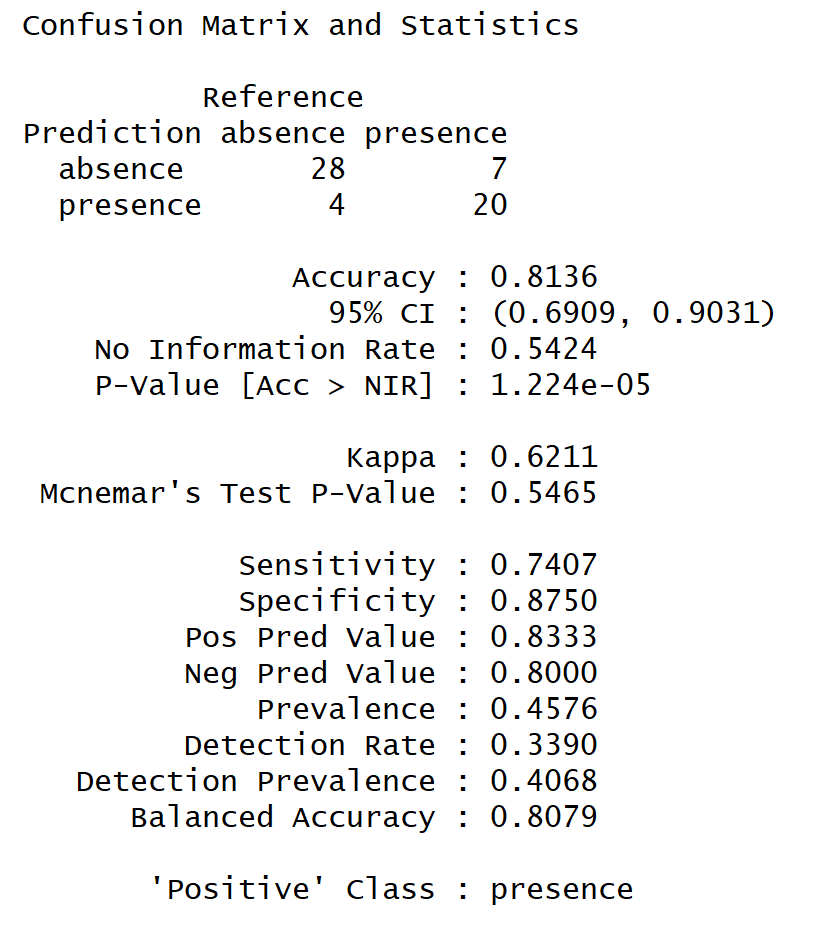 Confusion Matrix and Statistics
Reference
Prediction absence presence
absence 28 7
presence 4 20
Accuracy : 0.8136
95% CI : (0.6909, 0.9031)
No Information Rate : 0.5424
P-Value [Acc > NIR] : 1.224e-05
Kappa : 0.6211
Mcnemar's Test P-Value : 0.5465
Sensitivity : 0.7407
Specificity : 0.8750
Pos Pred Value : 0.8333
Neg Pred Value : 0.8000
Prevalence : 0.4576
Detection Rate : 0.3390
Detection Prevalence : 0.4068
Balanced Accuracy : 0.8079
'Positive' Class : presence